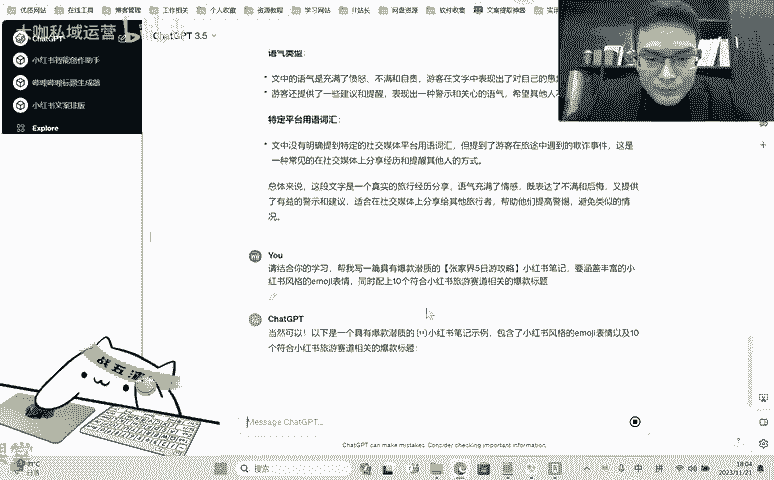 优质网站
在线工具
博客管理
工作相关
个人收藏
资源教程
学习网站
IT站长
网盘资源
软件收集
文案提取神器
大咖私域运营
ChatGPT
小红书智能创作助手
哔哩哔哩标题生成器
小红书文案排版
Explore
ChatGPT 3.5
语气类型:
文中的语气是充满了愤怒、不满和自责,游客在文字中表现出了对自己的愚
游客还提供了一些建议和提醒,表现出一种警示和关心的语气,希望其他人
特定平台用语词汇:
文中没有明确提到特定的社交媒体平台用语词汇,但提到了游客在旅途中遇到的欺诈事件,这是
一种常见的在社交媒体上分享经历和提醒其他人的方式。
总体来说,这段文字是一个真实的旅行经历分享,语气充满了情感,既表达了不满和后悔,又提供
了有益的警示和建议,适合在社交媒体上分享给其他旅行者,帮助他们提高警惕,避免类似的情
况。
You
请结合你的学习,帮我写一篇具有爆款潜质的【张家界5日游攻略】小红书笔记,要涵盖丰富的小
红书风格的emoji表情,同时配上10个符合小红书旅游赛道相关的爆款标题
ChatGPT
当然可以!以下是一个具有爆款潜质的小红书笔记示例,包含了小红书风格的emoji表情以及10
个符合小红书旅游赛道相关的爆款标题:
Message ChatGPT...
ChatGPT can make mistakes. Consider checking important information.
搜索
中
拼
18:04
2023/11/21